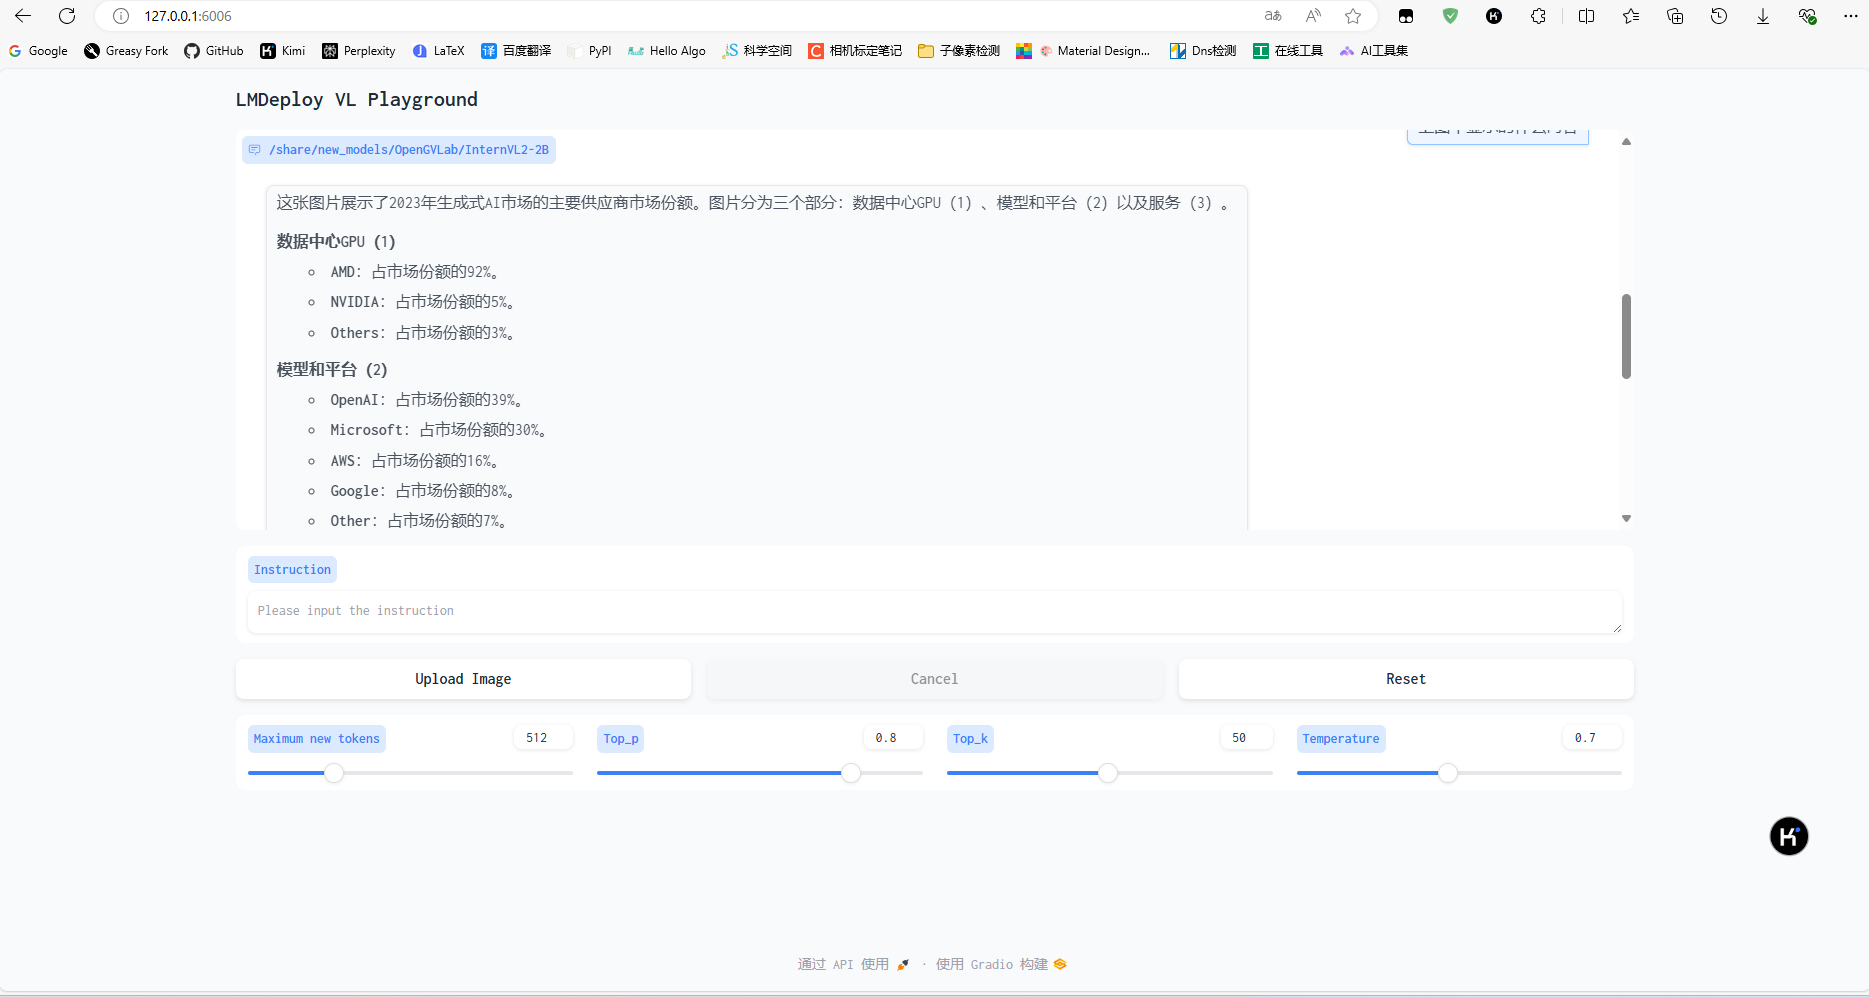 127.0.0.1:6006
Google Greasy Fork GitHub Kimi Perplexity LaTeX 百度翻译 PyPI Hello Algo 科学空间 相机标定笔记 子像素检测 Material Design... Dns检测 在线工具 AI工具集
LMDeploy VL Playground
/share/new_models/OpenGVLab/InternVL2-2B
这张图片展示了2023年生成式AI市场的主要供应商市场份额。图片分为三个部分：数据中心GPU（1）、模型和平台（2）以及服务（3）。
数据中心GPU（1）
AMD：占市场份额的92%。
NVIDIA：占市场份额的5%。
Others：占市场份额的3%。
模型和平台（2）
OpenAI：占市场份额的39%。
Microsoft：占市场份额的30%。
AWS：占市场份额的16%。
Google：占市场份额的8%。
Other：占市场份额的7%。
Instruction
Please input the instruction
Upload Image Cancel Reset
Maximum new tokens 512 Top_p 0.8 Top_k 50 Temperature 0.7
通过 API 使用 · 使用 Gradio 构建